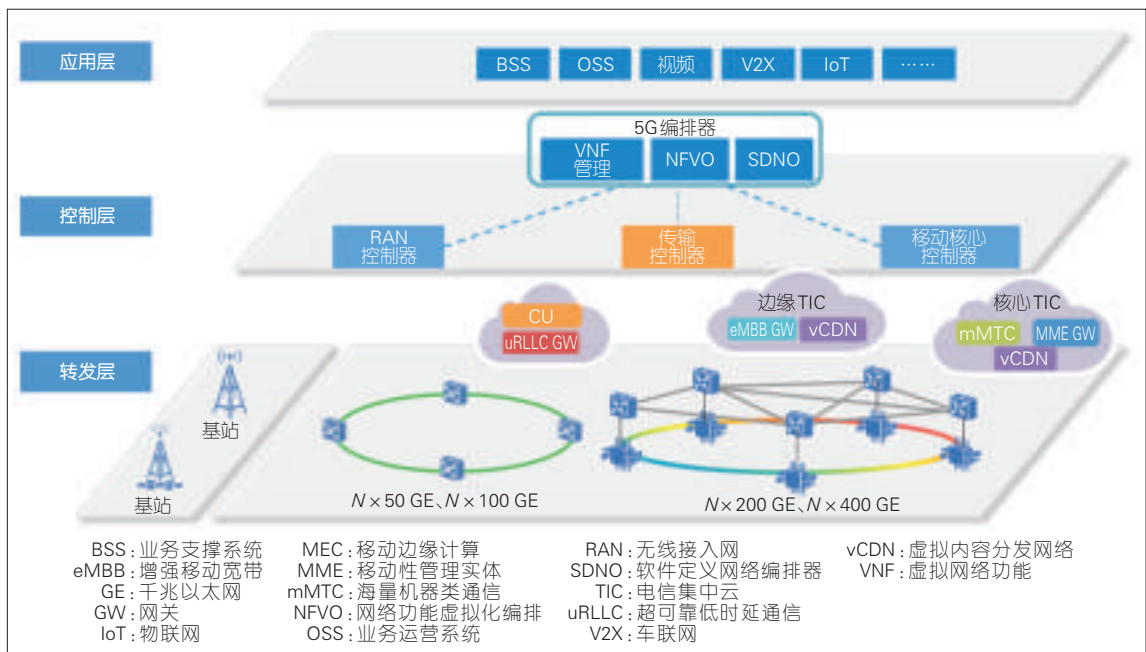 应用层
BSS OSS 视频 V2X IoT ……
5G编排器
VNF
管理
NFVO SDNO
控制层
RAN
控制器
传输
控制器
移动核心
控制器
CU
uRLLC GW
边缘TIC
eMBB GW vCDN
核心TIC
mMTC MME GW
vCDN
转发层
基站
基站
N×50 GE、N×100 GE
N×200 GE、N×400 GE
BSS:业务支撑系统
eMBB:增强移动宽带
GE:千兆以太网
GW:网关
IoT:物联网
MEC:移动边缘计算
MME:移动性管理实体
mMTC:海量机器类通信
NFVO:网络功能虚拟化编排
OSS:业务运营系统
RAN:无线接入网
SDNO:软件定义网络编排器
TIC:电信集中云
uRLLC:超可靠低时延通信
V2X:车联网
vCDN:虚拟内容分发网络
VNF:虚拟网络功能